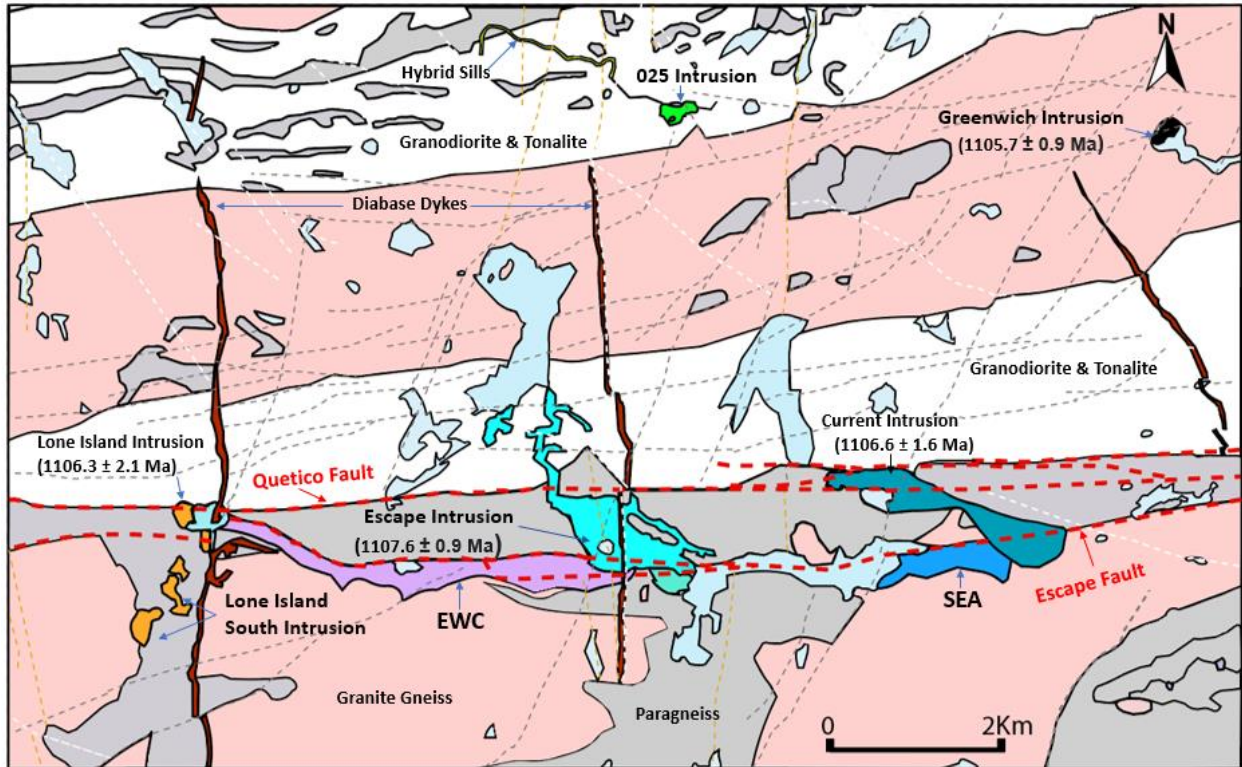 N
Hybrid Sills
025 Intrusion
Greenwich Intrusion
(1105.7 ± 0.9 Ma)
Granodiorite & Tonalite
Diabase Dykes
Granodiorite & Tonalite
Current Intrusion
(1106.6 ± 1.6 Ma)
Lone Island Intrusion
(1106.3 ± 2.1 Ma)
Quetico Fault
Escape Intrusion
(1107.6 ± 0.9 Ma)
Escape Fault
Lone Island
South Intrusion
EWC
SEA
Granite Gneiss
Paragneiss
0
2Km